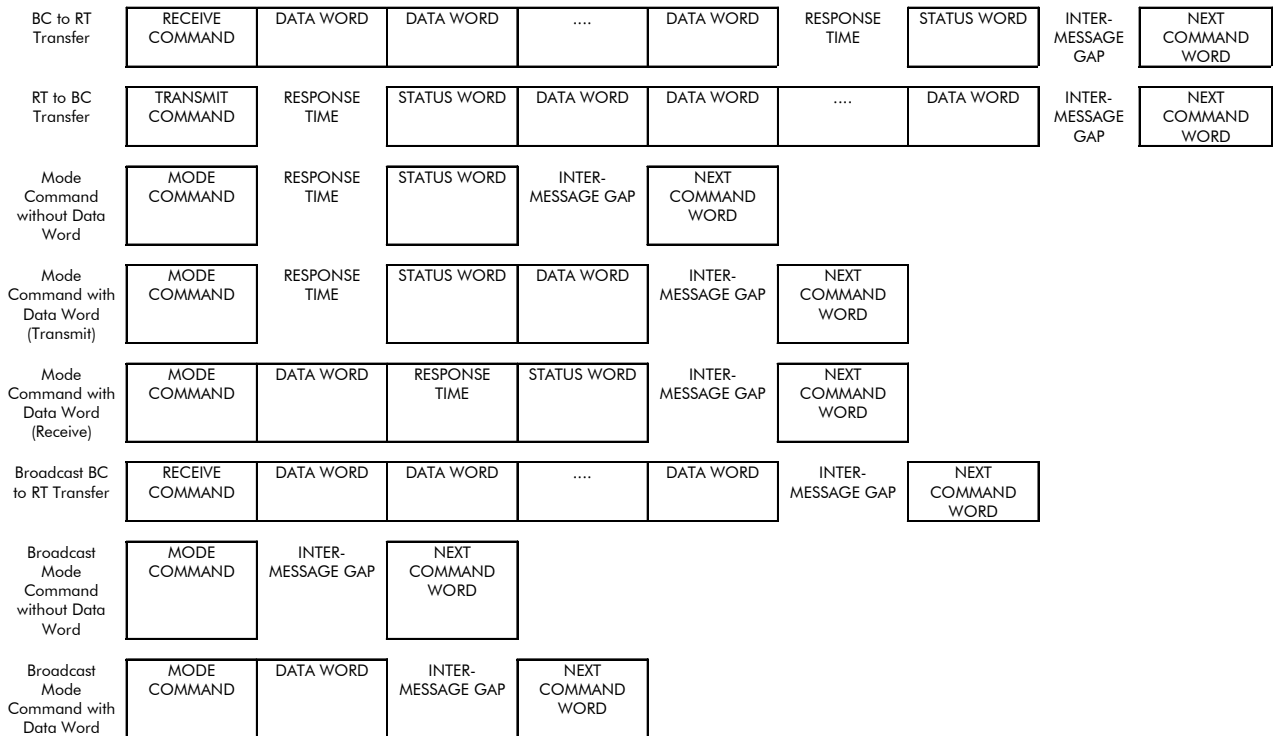 BC to RT
Transfer
RECEIVE
COMMAND
DATA WORD
DATA WORD
....
DATA WORD
RESPONSE
TIME
STATUS WORD
INTER-
MESSAGE
GAP
NEXT
COMMAND
WORD
RT to BC
Transfer
TRANSMIT
COMMAND
RESPONSE
TIME
STATUS WORD
DATA WORD
DATA WORD
....
DATA WORD
INTER-
MESSAGE
GAP
NEXT
COMMAND
WORD
Mode
Command
without Data
Word
MODE
COMMAND
RESPONSE
TIME
STATUS WORD
INTER-
MESSAGE GAP
NEXT
COMMAND
WORD
Mode
Command with
Data Word
(Transmit)
MODE
COMMAND
RESPONSE
TIME
STATUS WORD
DATA WORD
INTER-
MESSAGE GAP
NEXT
COMMAND
WORD
Mode
Command with
Data Word
(Receive)
MODE
COMMAND
DATA WORD
RESPONSE
TIME
STATUS WORD
INTER-
MESSAGE GAP
NEXT
COMMAND
WORD
Broadcast BC
to RT Transfer
RECEIVE
COMMAND
DATA WORD
DATA WORD
....
DATA WORD
INTER-
MESSAGE GAP
NEXT
COMMAND
WORD
Broadcast
Mode
Command
without Data
Word
MODE
COMMAND
INTER-
MESSAGE GAP
NEXT
COMMAND
WORD
Broadcast
Mode
Command with
Data Word
MODE
COMMAND
DATA WORD
INTER-
MESSAGE GAP
NEXT
COMMAND
WORD